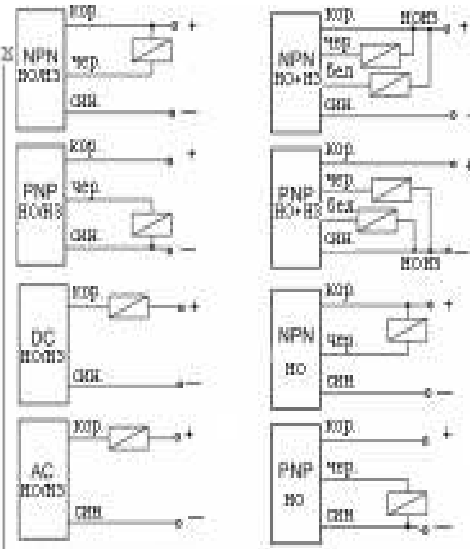 кор.
+
NPN
НО/НЗ
чер.
син.
—
кор.
НО НЗ
+
чер.
NPN
НО+НЗ
бел
син.
—
кор.
+
PNP
НО/НЗ
чер.
син.
—
кор.
+
чер.
PNP
НО+НЗ
бел.
син.
НО НЗ
—
кор.
+
DC
НО/НЗ
син.
—
кор.
+
NPN
НО
чер.
син
—
кор.
+
AC
НО/НЗ
син
—
кор.
+
PNP
НО
чер.
син
—